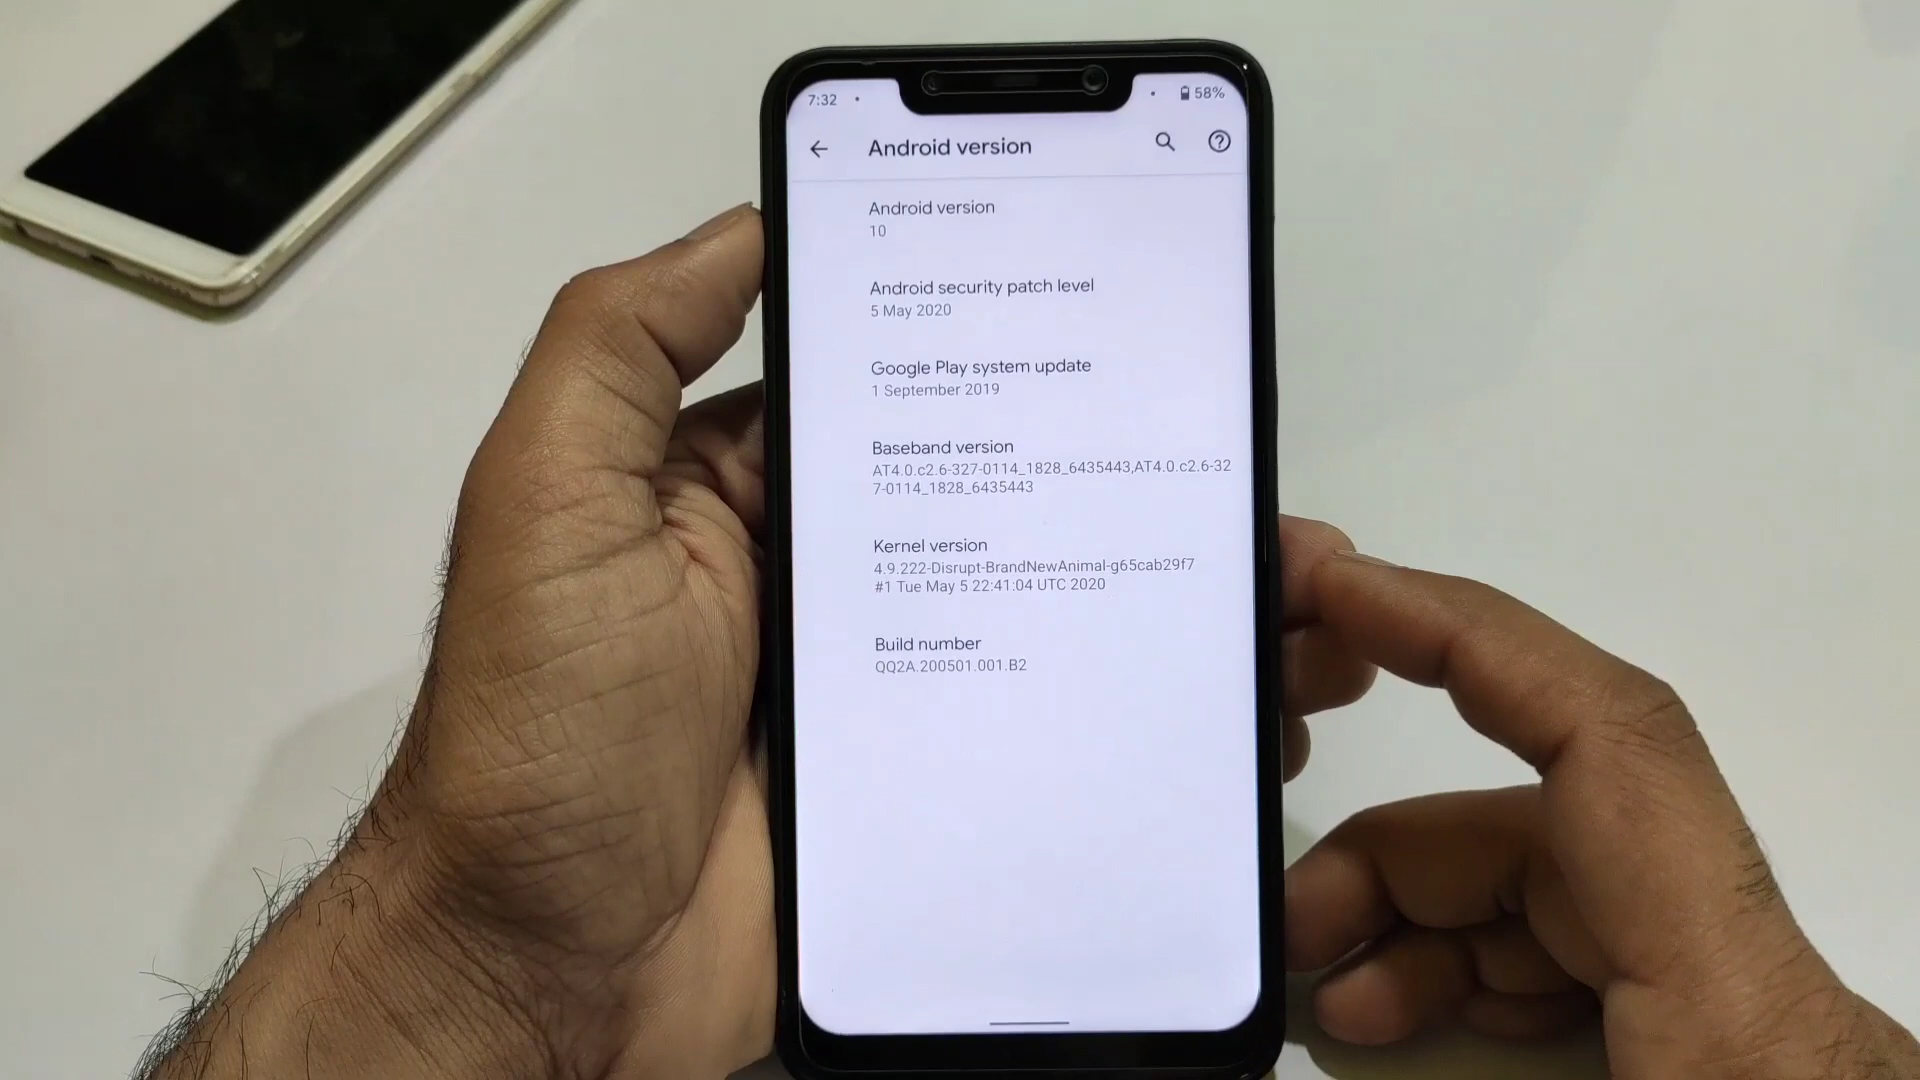 7:32
58%
Android version
Android version
10
Android security patch level
5 May 2020
Google Play system update
1 September 2019
Baseband version
AT4.0.c2.6-327-0114_1828_6435443,AT4.0.c2.6-32
7-0114_1828_6435443
Kernel version
4.9.222-Disrupt-BrandNewAnimal-g65cab29f7
#1 Tue May 5 22:41:04 UTC 2020
Build number
QQ2A.200501.001.B2